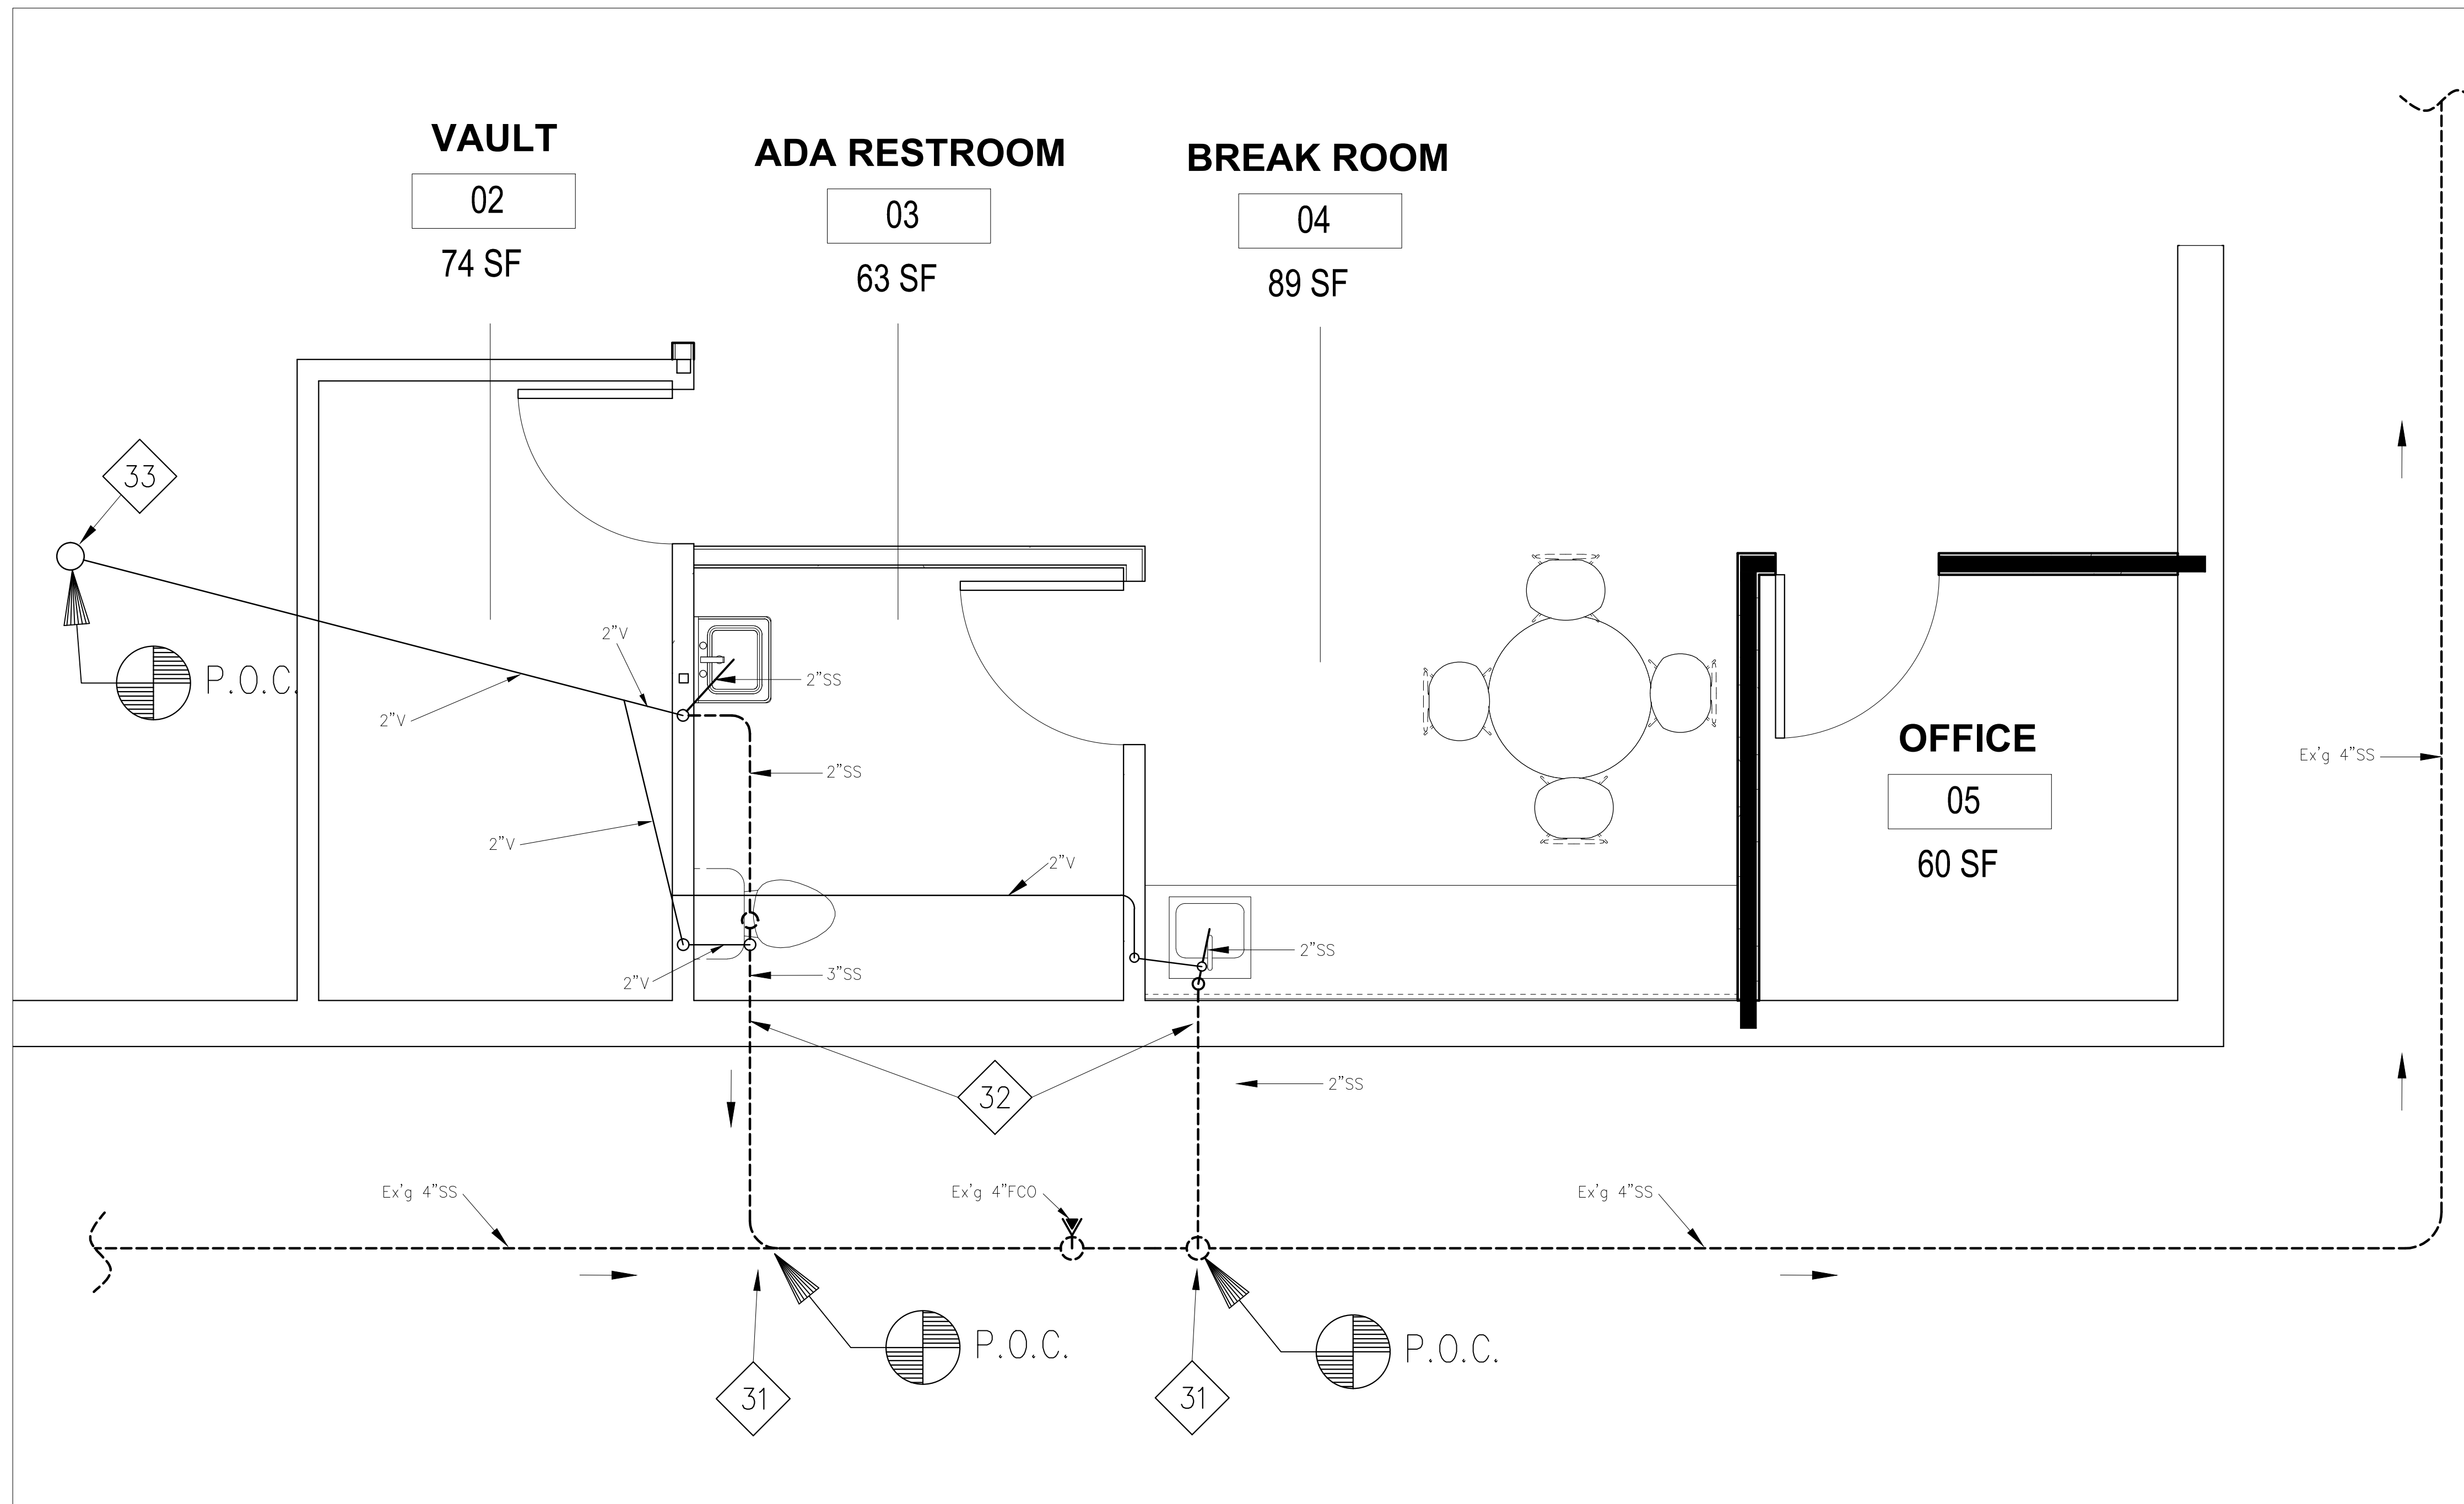 VAULT
02
74 SF
ADA RESTROOM
03
63 SF
BREAK ROOM
04
89 SF
33
P.O.C.
2"V
2"V
2"SS
2"SS
2"V
2"V
2"V
3"SS
2"SS
OFFICE
05
60 SF
Ex'g 4"SS
32
2"SS
Ex'g 4"SS
Ex'g 4"FCO
Ex'g 4"SS
P.O.C.
P.O.C.
31
31